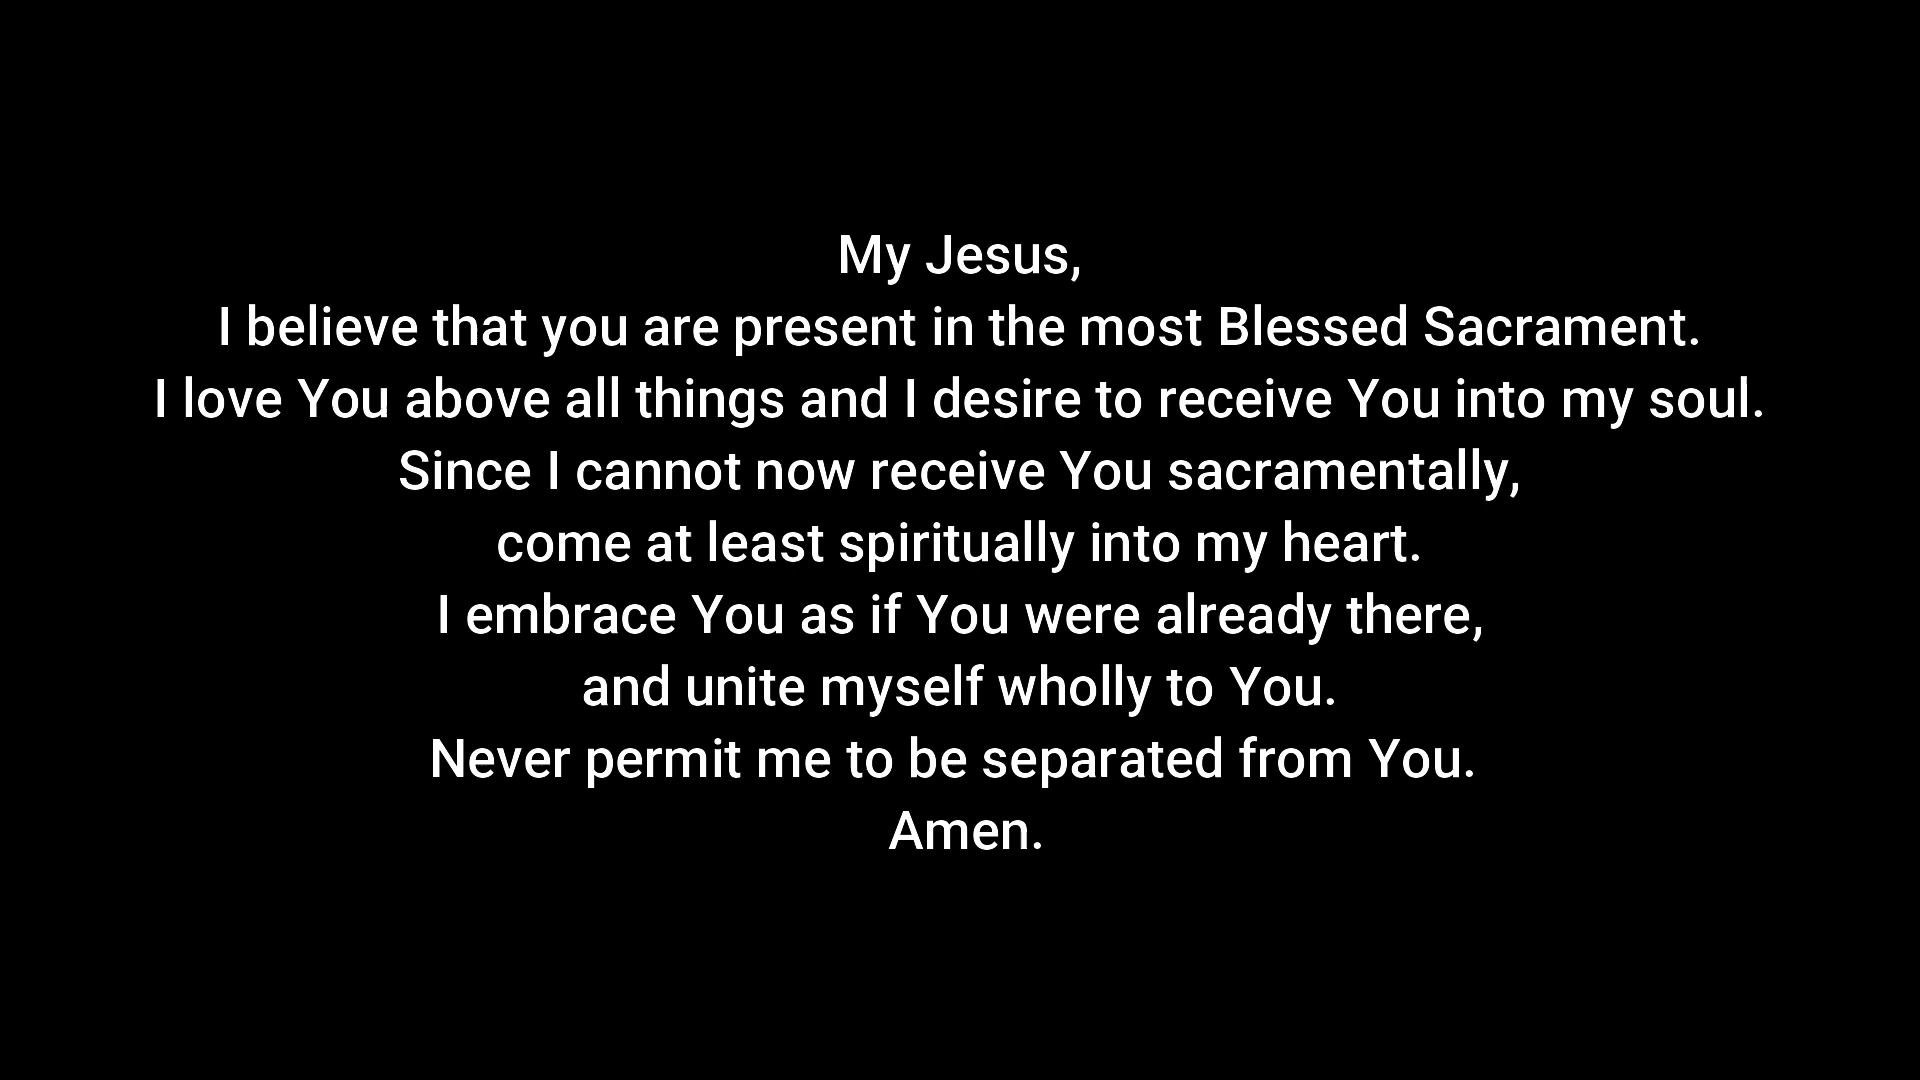 My Jesus,
I believe that you are present in the most Blessed Sacrament.
I love You above all things and I desire to receive You into my soul.
Since I cannot now receive You sacramentally,
come at least spiritually into my heart.
I embrace You as if You were already there,
and unite myself wholly to You.
Never permit me to be separated from You.
Amen.